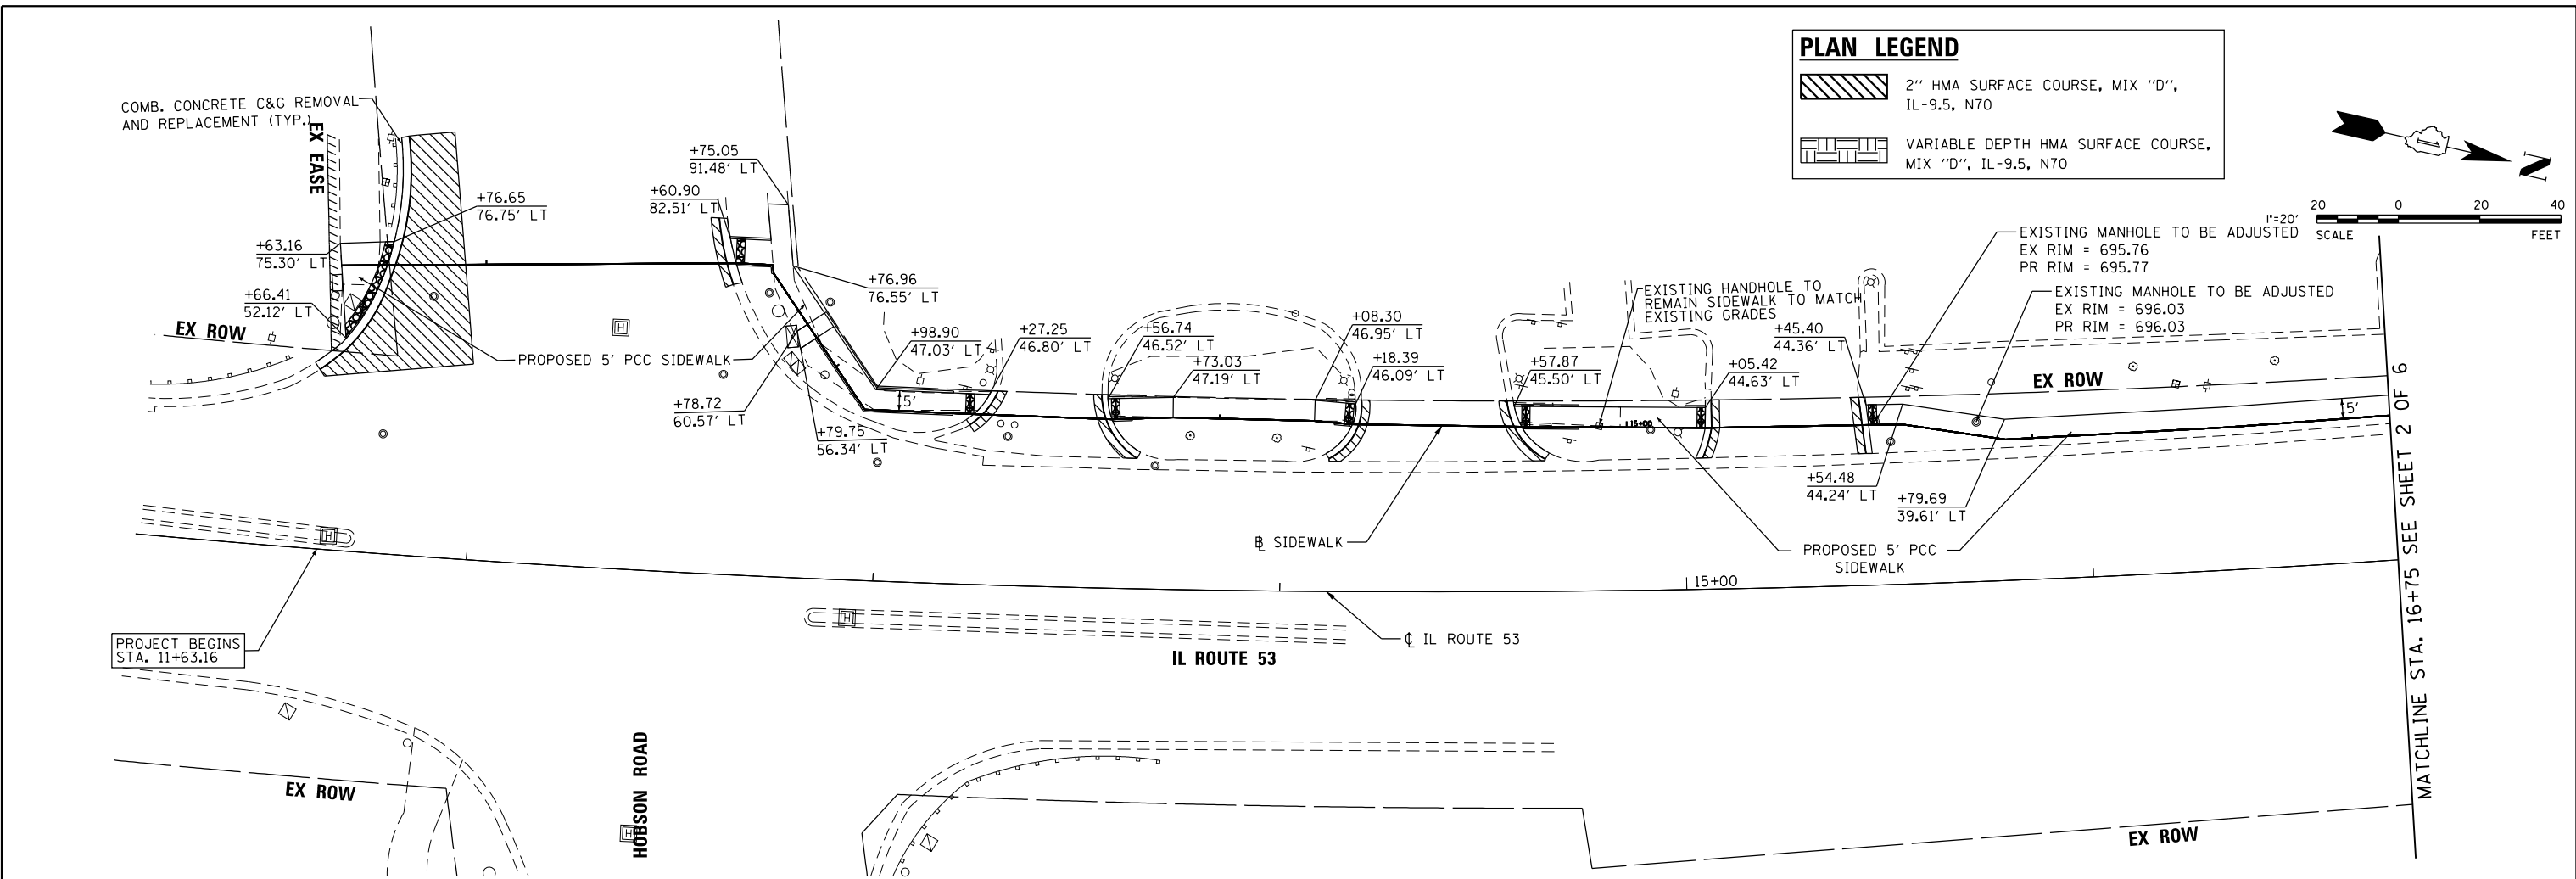 PLAN LEGEND
2'' HMA SURFACE COURSE, MIX "D",
IL-9.5, N70
VARIABLE DEPTH HMA SURFACE COURSE,
MIX "D", IL-9.5, N70
N
20 0 20 40
1"=20'
SCALE FEET
COMB. CONCRETE C&G REMOVAL
AND REPLACEMENT (TYP.)
EX EASE
+76.65
76.75' LT
+63.16
75.30' LT
+66.41
52.12' LT
EX ROW
PROPOSED 5' PCC SIDEWALK
+75.05
91.48' LT
+60.90
82.51' LT
+76.96
76.55' LT
+78.72
60.57' LT
+79.75
56.34' LT
+98.90
47.03' LT
5'
+27.25
46.80' LT
+56.74
46.52' LT
+73.03
47.19' LT
+08.30
46.95' LT
+18.39
46.09' LT
+57.87
45.50' LT
EXISTING HANDHOLE TO
REMAIN SIDEWALK TO MATCH
EXISTING GRADES
15+00
+05.42
44.63' LT
+45.40
44.36' LT
EXISTING MANHOLE TO BE ADJUSTED
EX RIM = 695.76
PR RIM = 695.77
EXISTING MANHOLE TO BE ADJUSTED
EX RIM = 696.03
PR RIM = 696.03
EX ROW
5'
+54.48
44.24' LT
+79.69
39.61' LT
PROPOSED 5' PCC
SIDEWALK
℄ SIDEWALK
15+00
℄ IL ROUTE 53
IL ROUTE 53
H
H
H
H
PROJECT BEGINS
STA. 11+63.16
EX ROW
HOBSON ROAD
EX ROW
MATCHLINE STA. 16+75 SEE SHEET 2 OF 6